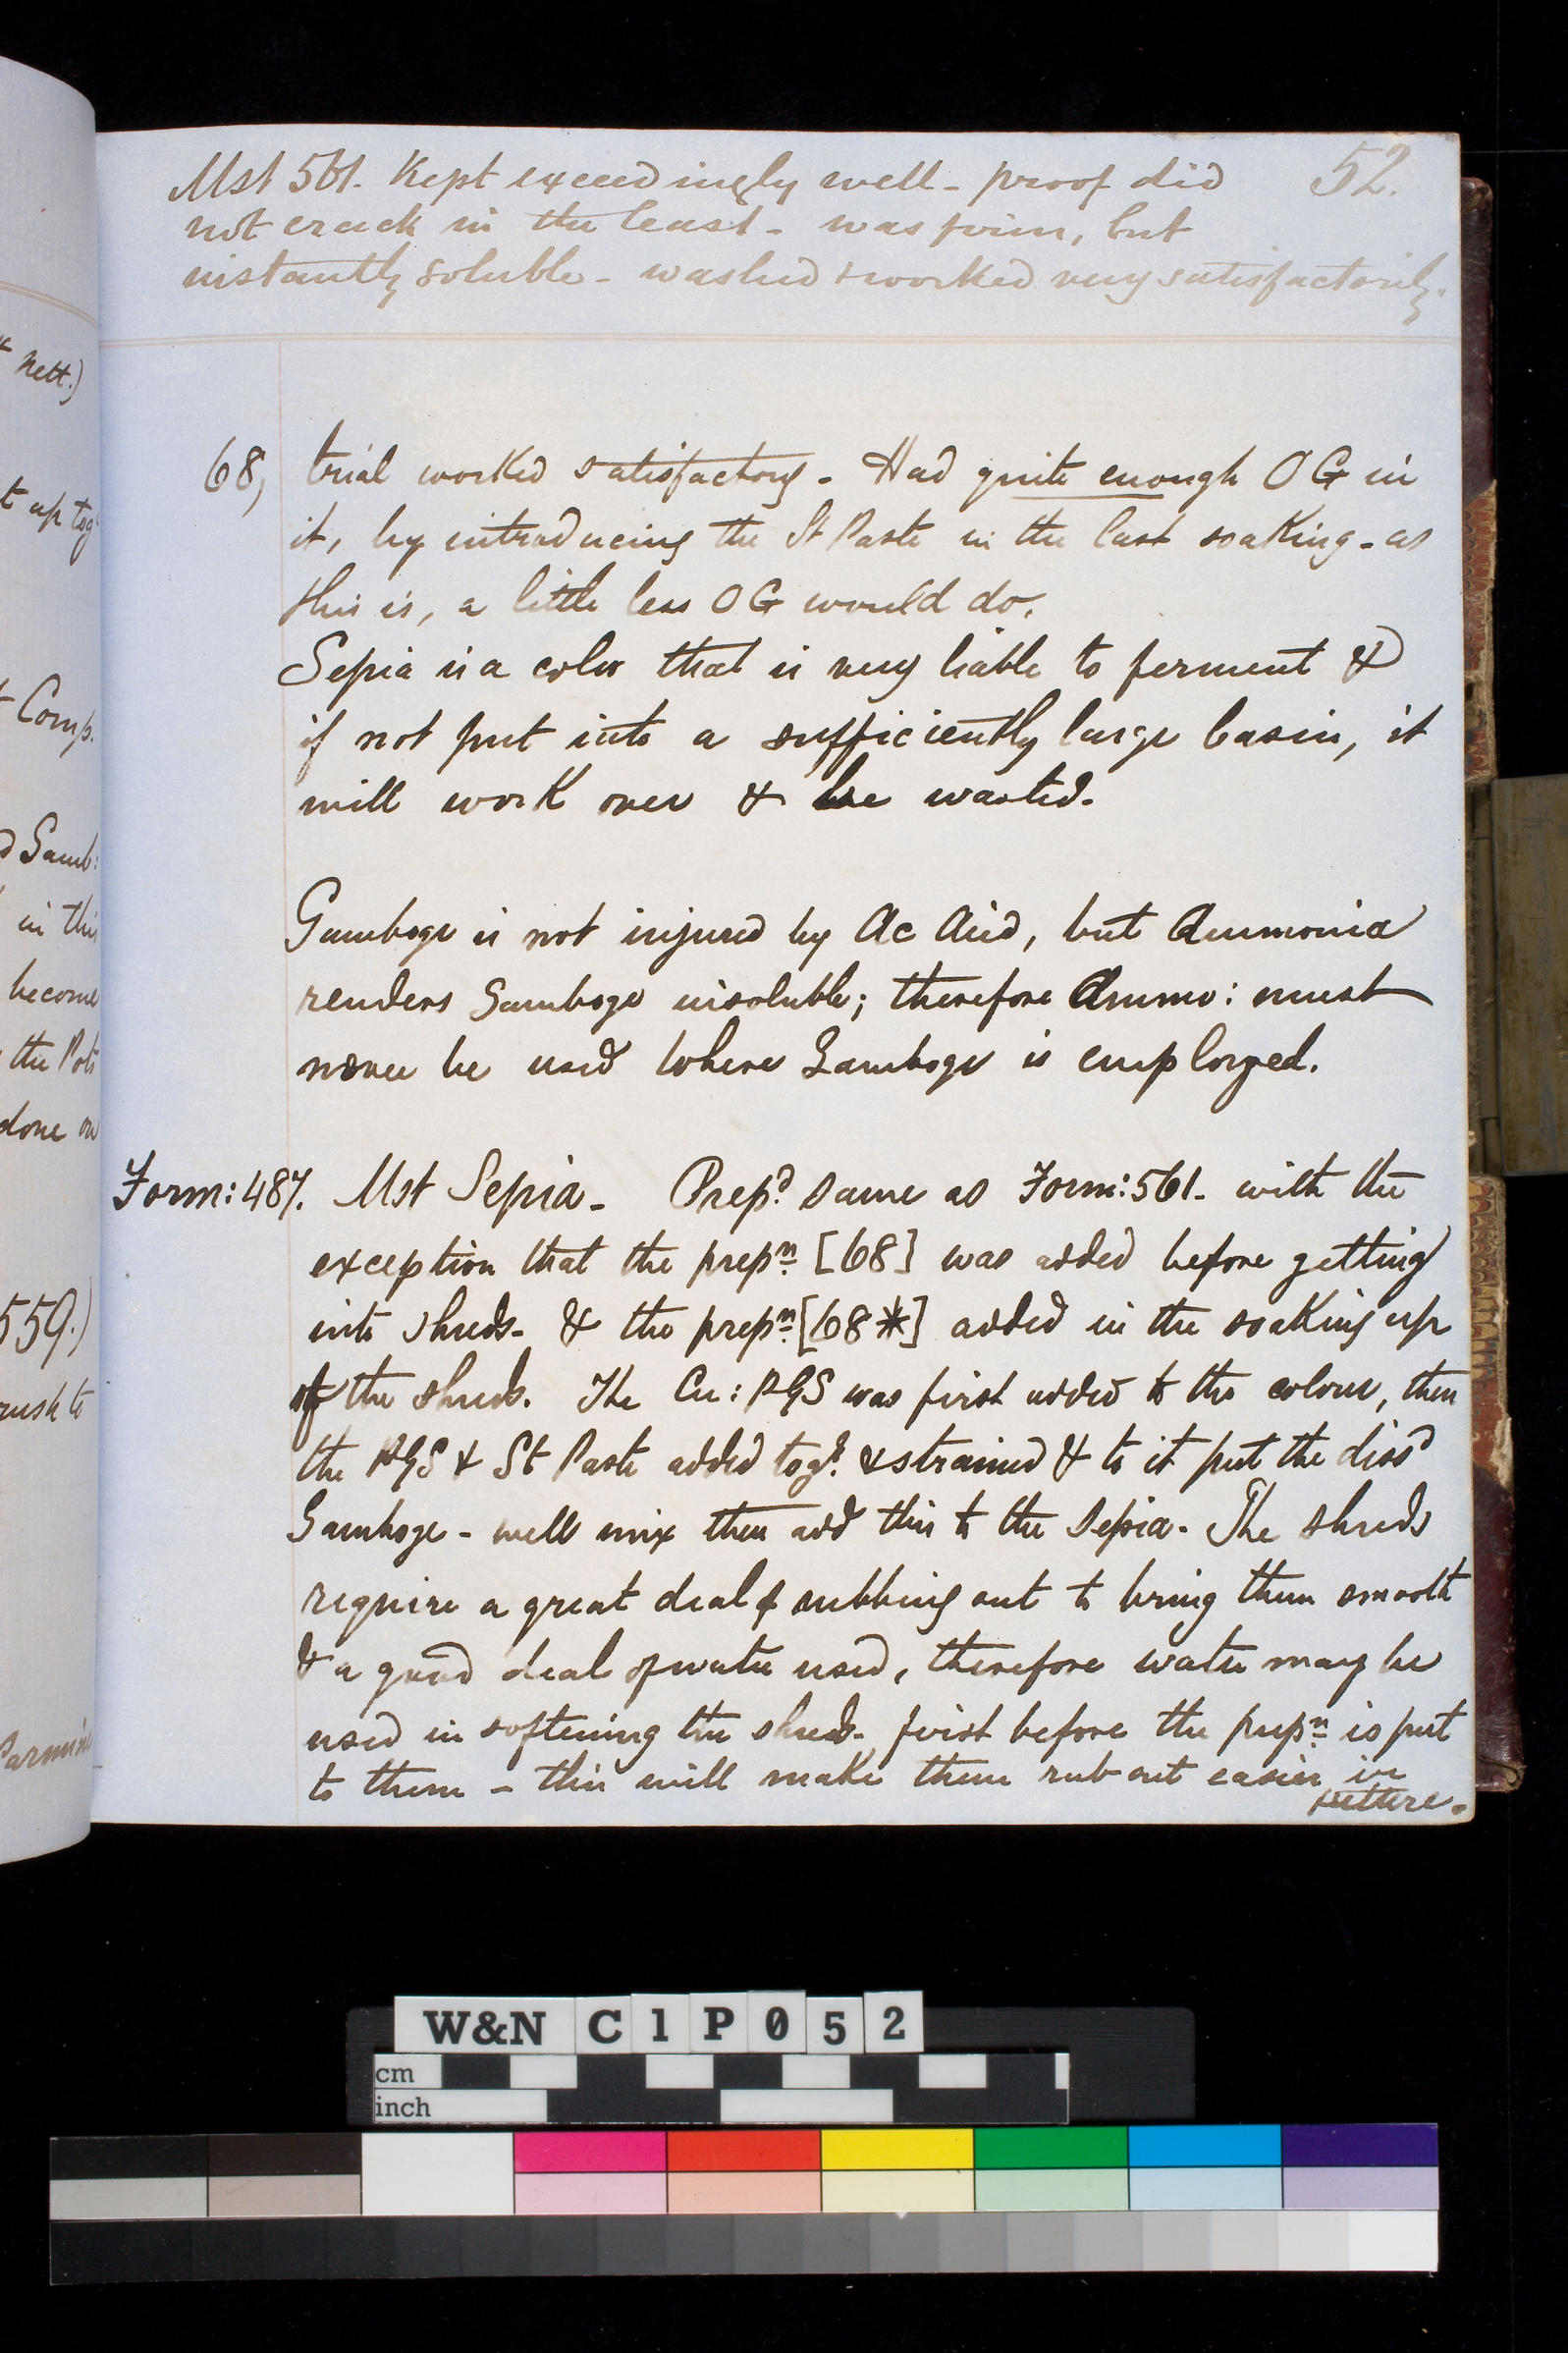 Mst 561. Kept exceedingly well - proof did 52.
not crack in the least - was firm, but
instantly soluble - washed & worked very satisfactorily.
68, trial worked satisfactory - Had quite enough OG in
it, by introducing the St Paste in the last soaking - as
this is, a little less OG would do.
Sepia is a color that is very liable to ferment &
if not put into a sufficiently large basin, it
will work over & be wasted.
Gamboge is not injured by Ac Acid, but Ammonia
renders Gamboge insoluble; therefore Ammo: must
never be used where Gamboge is employed.
Form: 487. Mst Sepia - Prepd. same as Form: 561 - with the
exception that the prepn. [68] was added before getting
into shreds - & the prepn. [68*] added in the soaking up
of the shreds. The Cu: PGS was first added to the colour, then
the PGS & St Paste added togr. & strained & to it put the dissd
Gamboge - well mix then add this to the Sepia - The shreds
require a great deal of rubbing out to bring them smooth
& a good deal of water used, therefore water may be
used in softening the shreds - first before the prepn. is put
to them - this will make them rub out easier in
future.
t nett.)
t up tog
t Comp.
d Gamb:
in this
become
the Pots
done on
559.)
rush to
Carmine
W&N C1P052
cm
inch